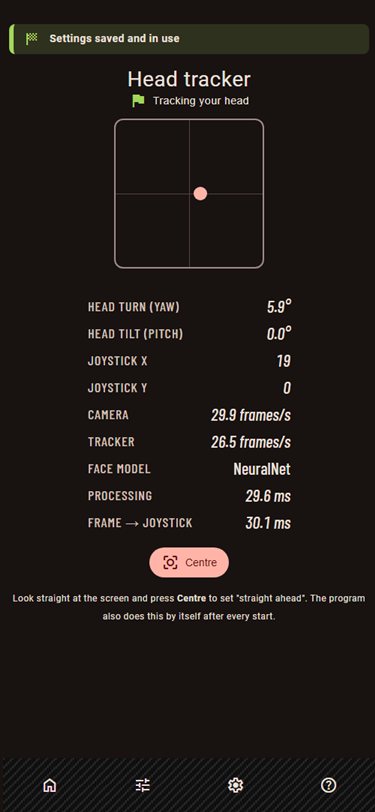 Settings saved and in use
Head tracker
Tracking your head
HEAD TURN (YAW) 5.9°
HEAD TILT (PITCH) 0.0°
JOYSTICK X 19
JOYSTICK Y 0
CAMERA 29.9 frames/s
TRACKER 26.5 frames/s
FACE MODEL NeuralNet
PROCESSING 29.6 ms
FRAME → JOYSTICK 30.1 ms
Centre
Look straight at the screen and press Centre to set "straight ahead". The program
also does this by itself after every start.